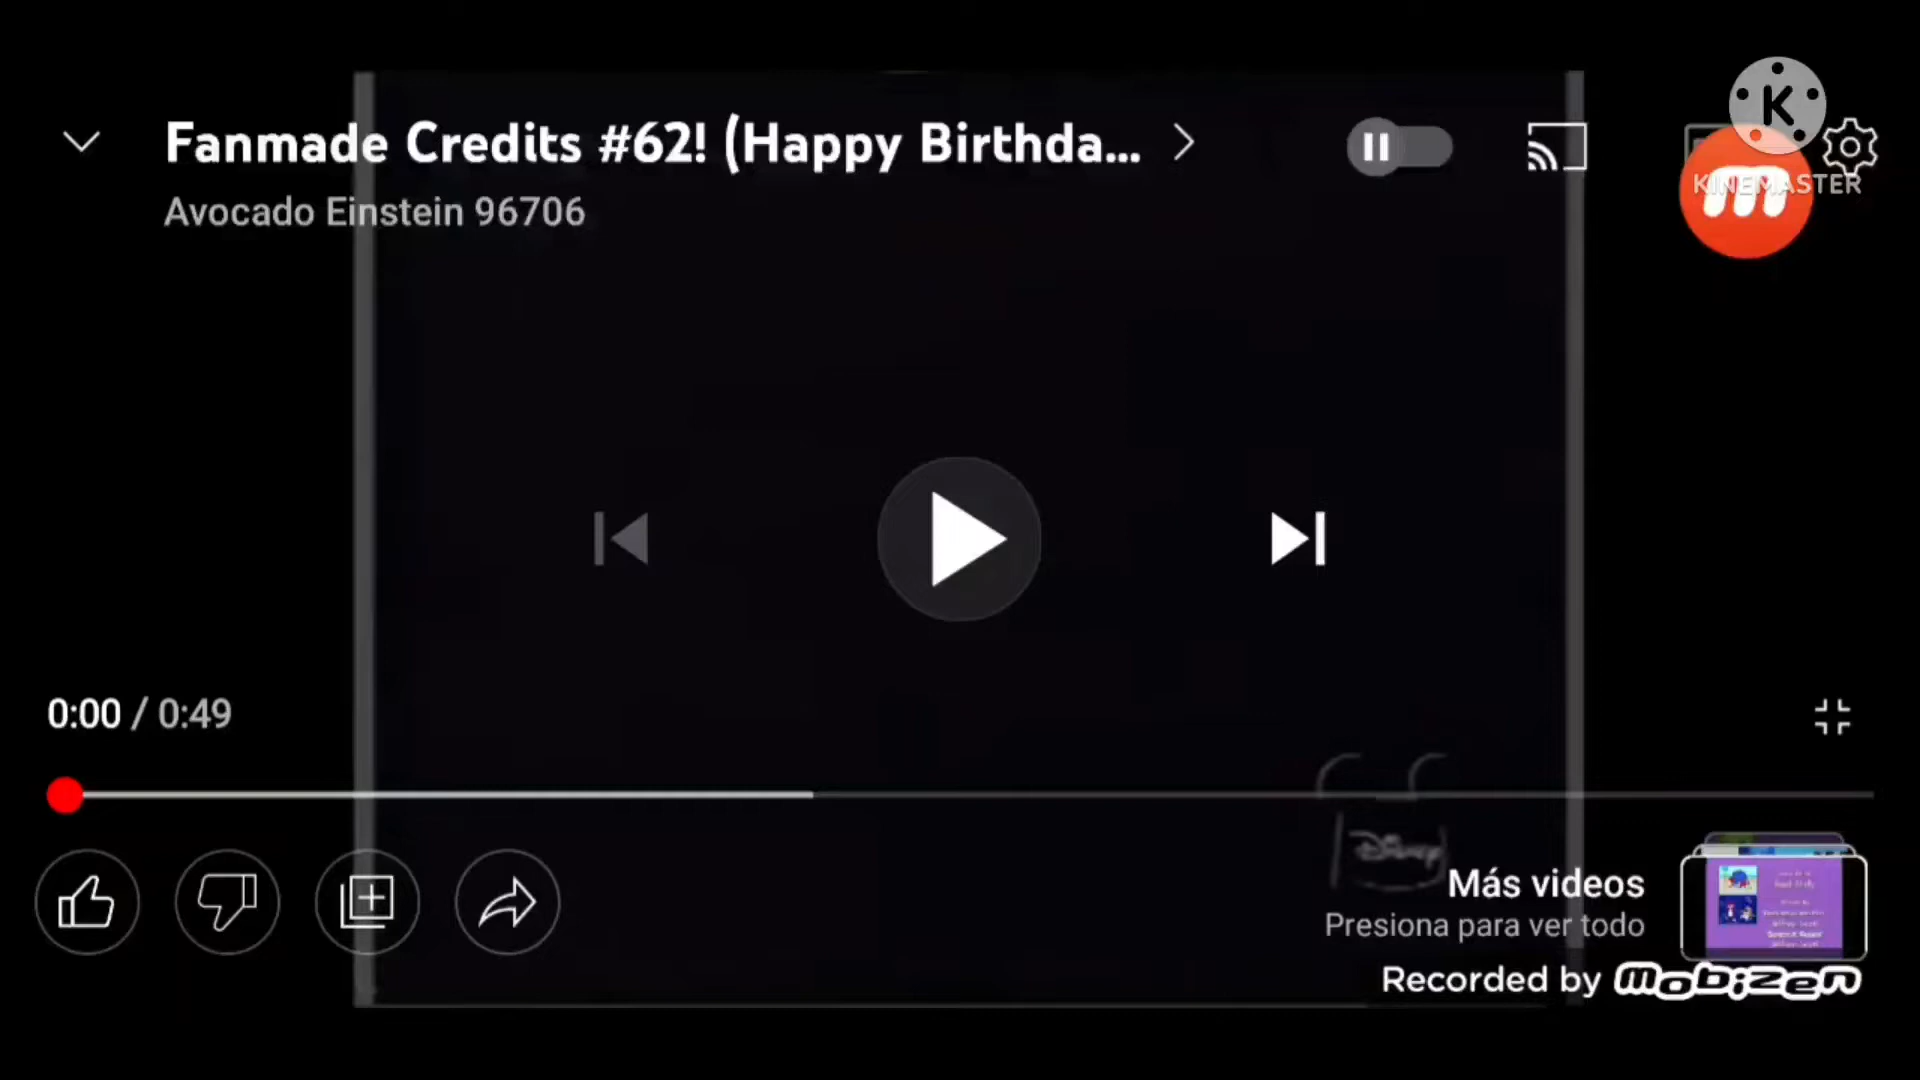 Fanmade Credits #62! (Happy Birthda...
Avocado Einstein 96706
K
KINEMASTER
0:00 / 0:49
Disney
Más videos
Presiona para ver todo
Recorded by mobizen